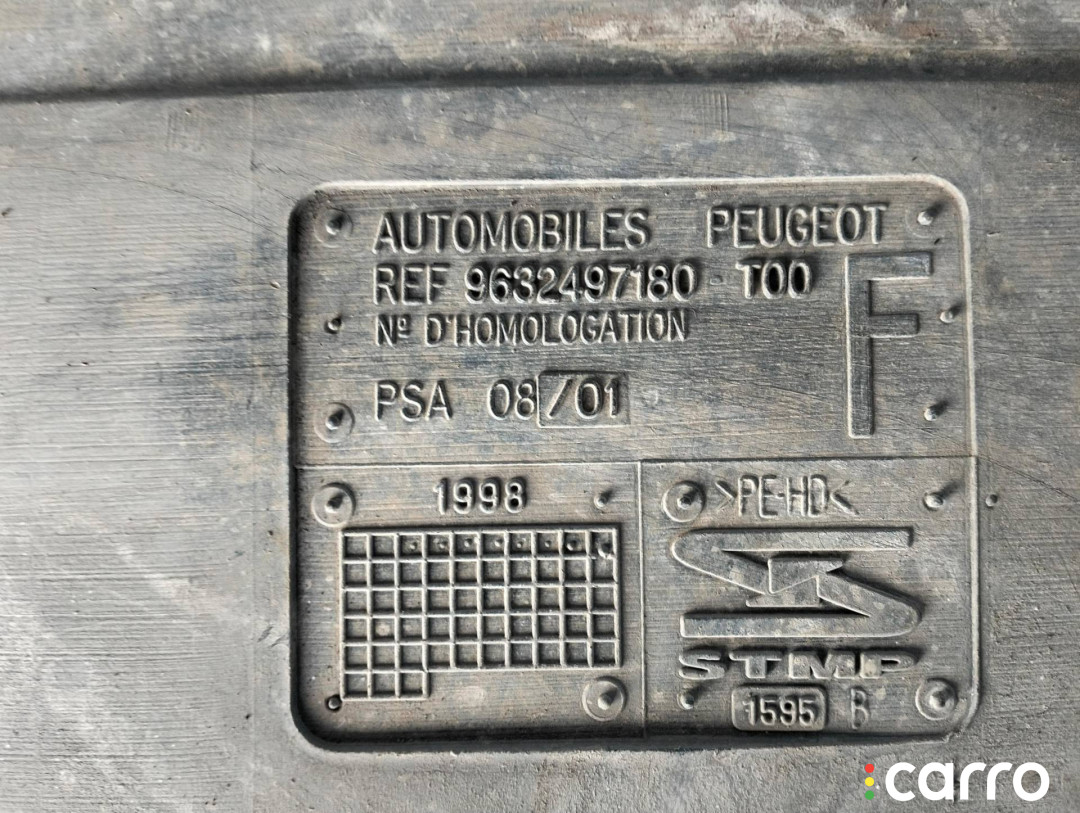 AUTOMOBILES PEUGEOT
REF 9632497180 - T00
Nº D'HOMOLOGATION
F
PSA 08/01
1998
>PE-HD<
STMP
1595 B
carro